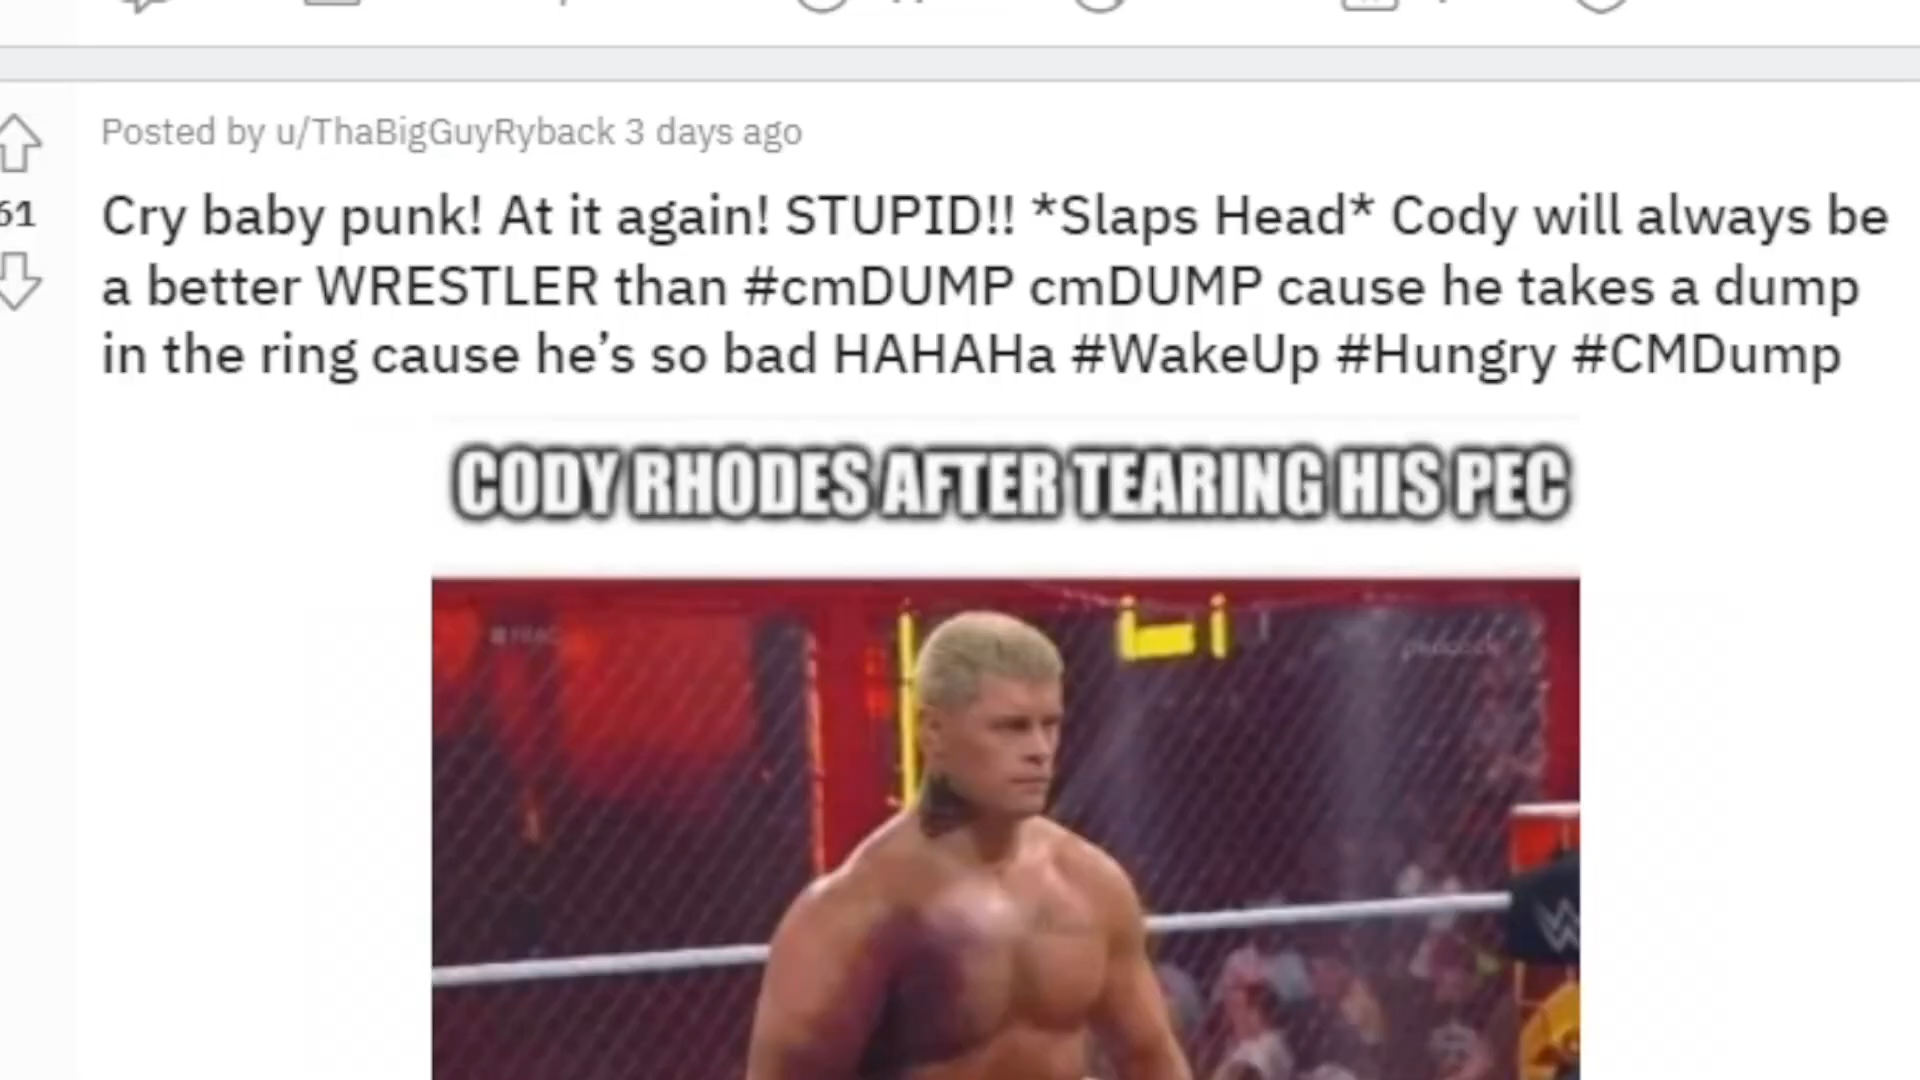 Posted by u/ThaBigGuyRyback 3 days ago
61
Cry baby punk! At it again! STUPID!! *Slaps Head* Cody will always be
a better WRESTLER than #cmDUMP cmDUMP cause he takes a dump
in the ring cause he’s so bad HAHAHa #WakeUp #Hungry #CMDump
CODY RHODES AFTER TEARING HIS PEC
peacock